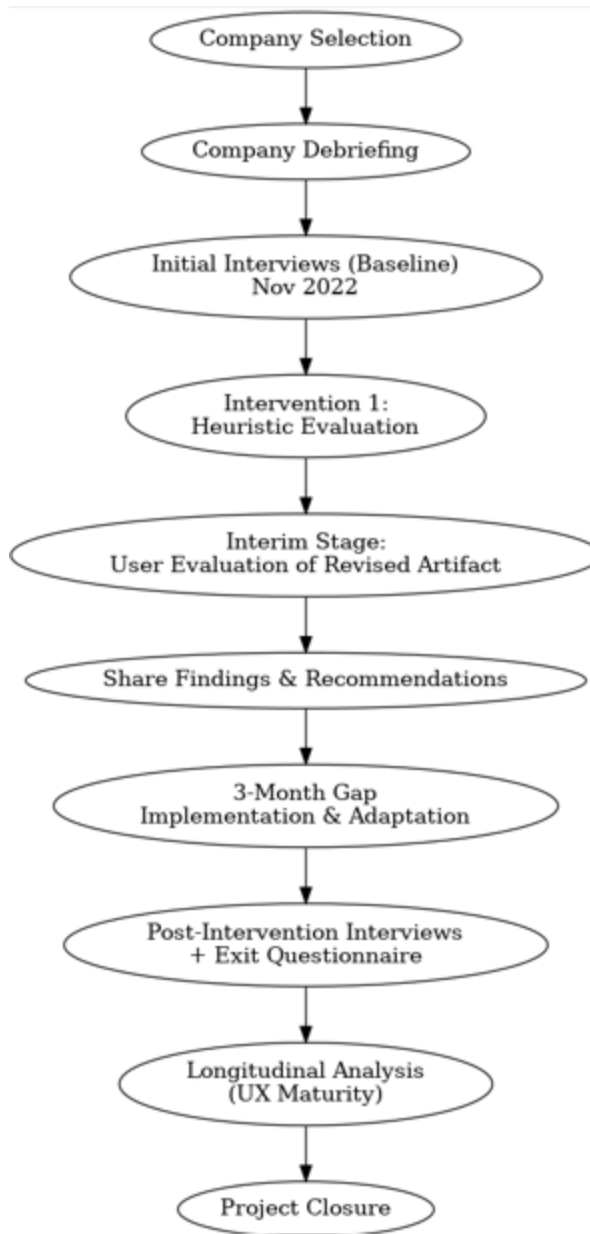 Company Selection
Company Debriefing
Initial Interviews (Baseline)
Nov 2022
Intervention 1:
Heuristic Evaluation
Interim Stage:
User Evaluation of Revised Artifact
Share Findings & Recommendations
3-Month Gap
Implementation & Adaptation
Post-Intervention Interviews
+ Exit Questionnaire
Longitudinal Analysis
(UX Maturity)
Project Closure